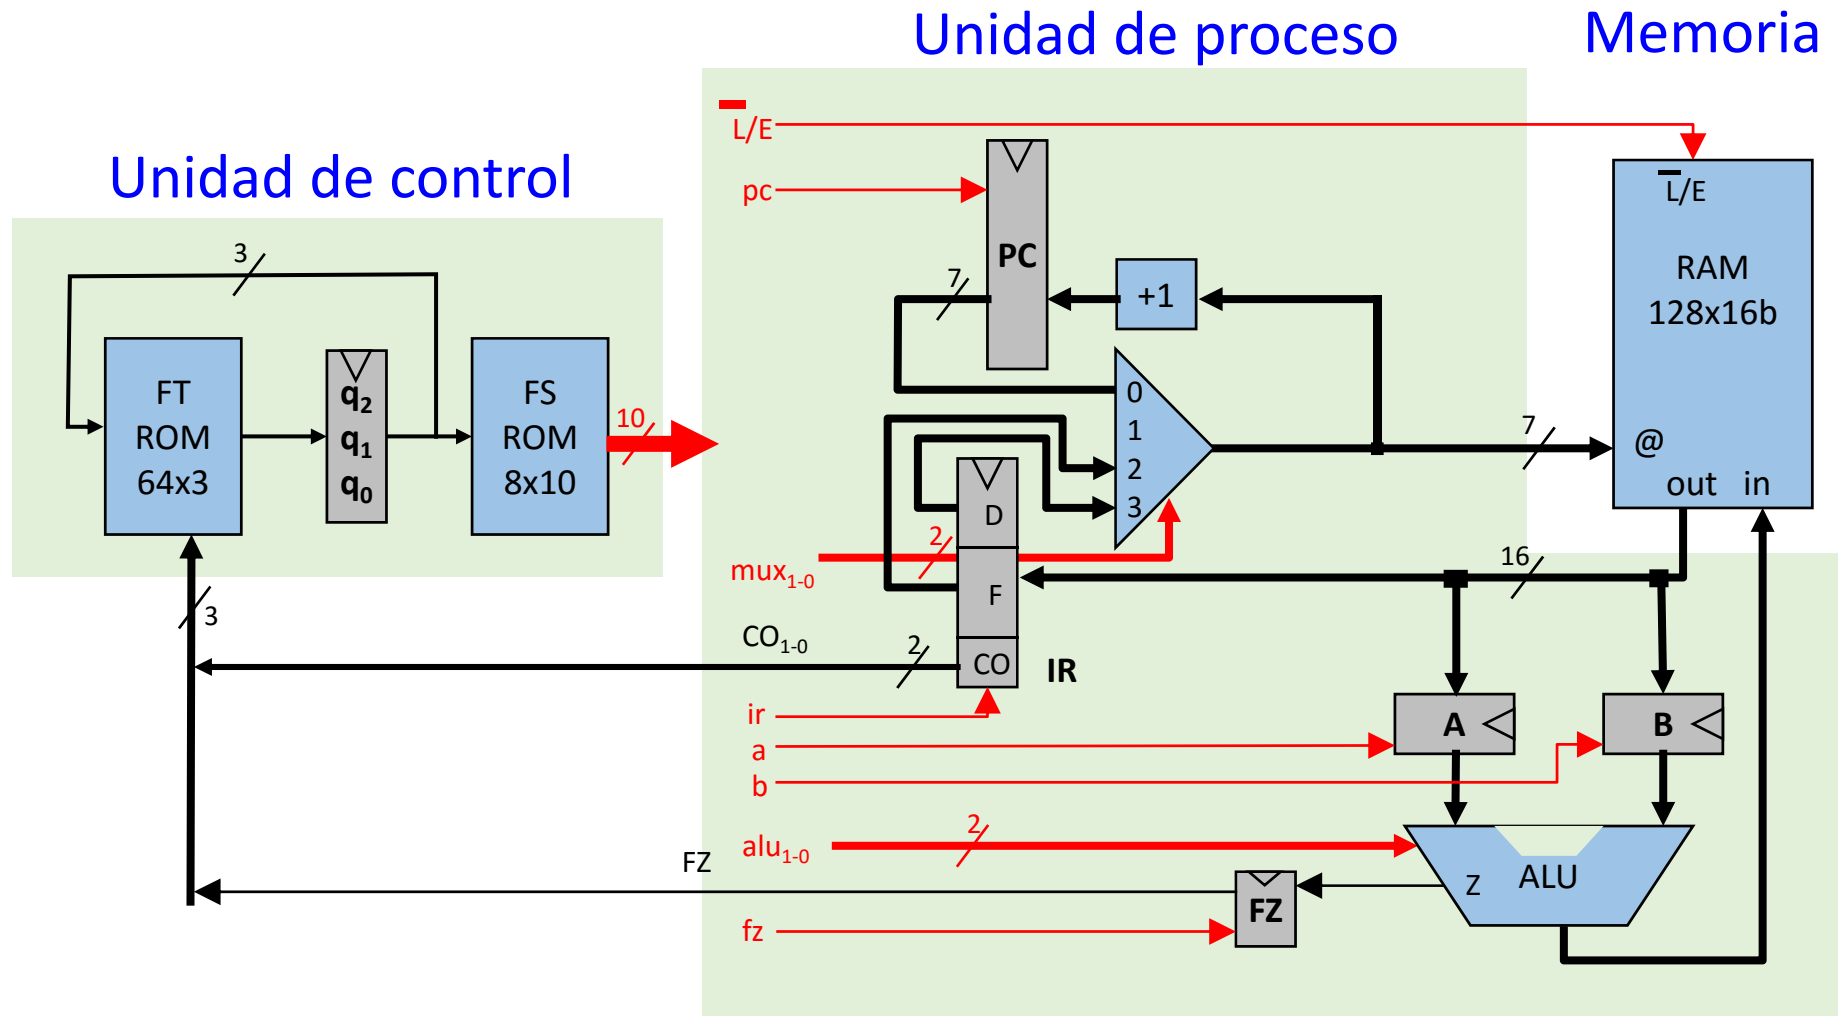 Unidad de proceso
Memoria
Unidad de control
L/E
pc
PC
+1
7
L/E
RAM
128x16b
@
out in
7
3
FT
ROM
64x3
q2
q1
q0
FS
ROM
8x10
10
0
1
2
3
D
F
CO
IR
2
mux1-0
16
3
CO1-0
2
ir
a
b
A
B
alu1-0
2
FZ
Z
ALU
FZ
fz